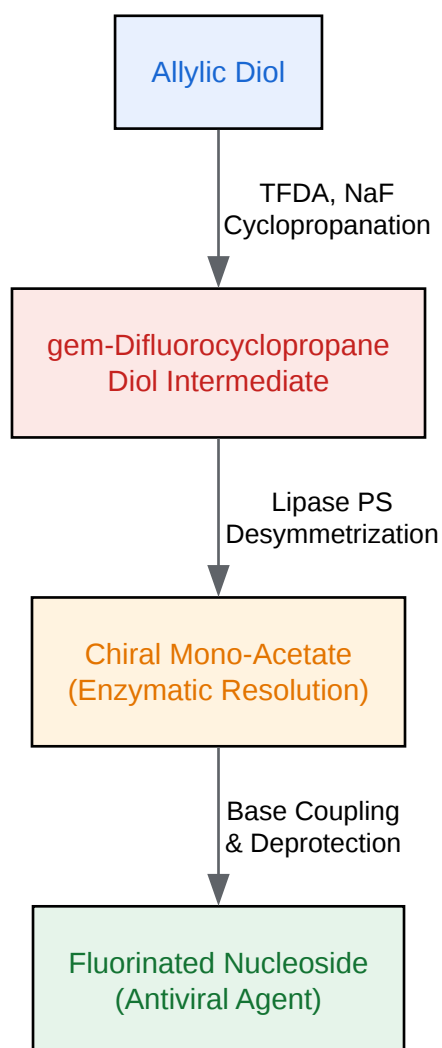 Allylic Diol
TFDA, NaF
Cyclopropanation
gem-Difluorocyclopropane
Diol Intermediate
Lipase PS
Desymmetrization
Chiral Mono-Acetate
(Enzymatic Resolution)
Base Coupling
& Deprotection
Fluorinated Nucleoside
(Antiviral Agent)